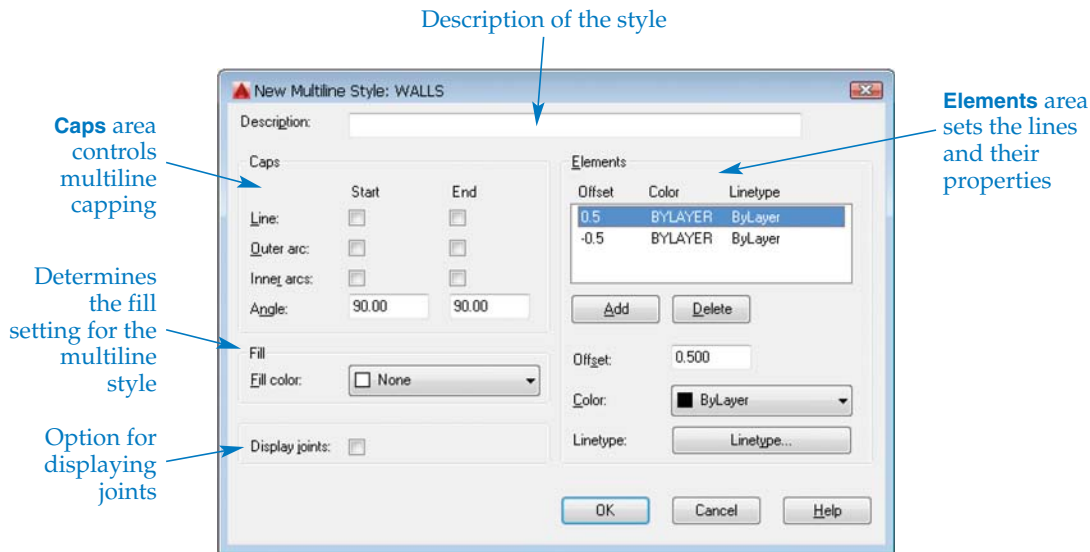 Description of the style
New Multiline Style: WALLS
Description:
Caps area
controls
multiline
capping
Elements area
sets the lines
and their
properties
Caps
Start End
Line:
Outer arc:
Inner arcs:
Angle: 90.00 90.00
Elements
Offset Color Linetype
0.5 BYLAYER ByLayer
-0.5 BYLAYER ByLayer
Add Delete
Offset: 0.500
Color: ByLayer
Linetype: Linetype...
Determines
the fill
setting for the
multiline
style
Fill
Fill color: None
Option for
displaying
joints
Display joints:
OK Cancel Help